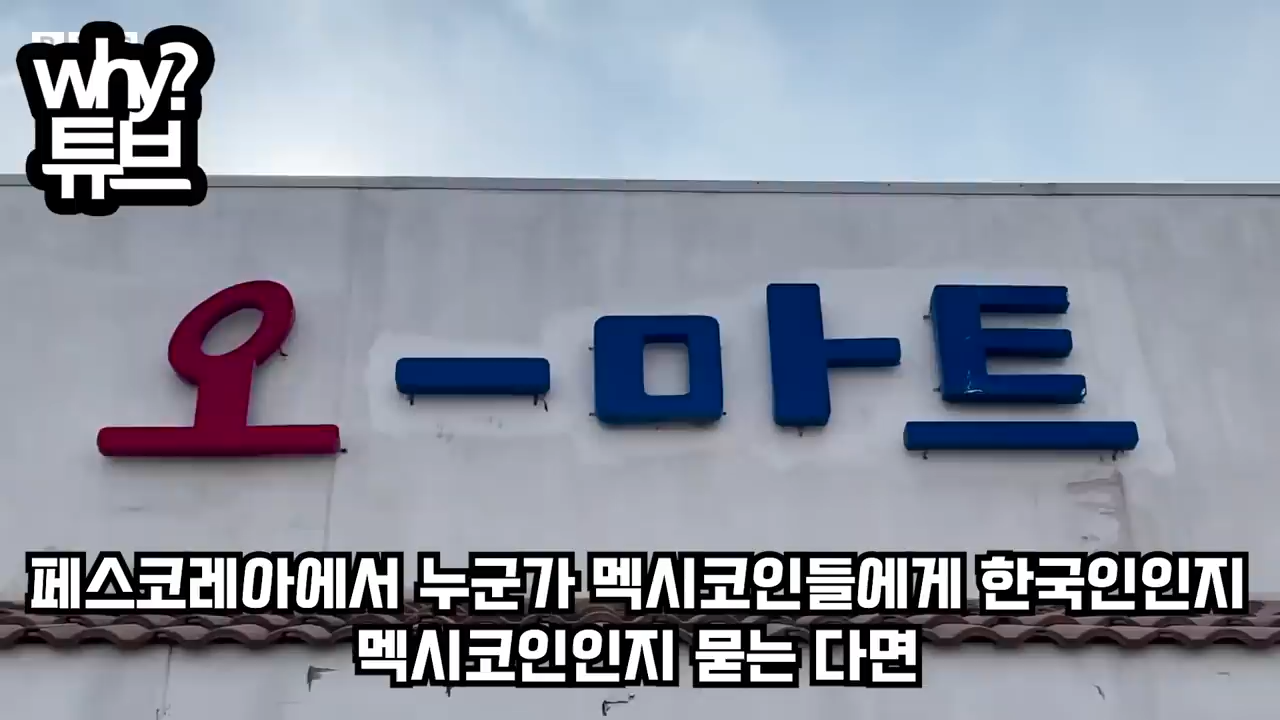 why?
튜브
오-마트
페스코레아에서 누군가 멕시코인들에게 한국인인지
멕시코인인지 묻는 다면